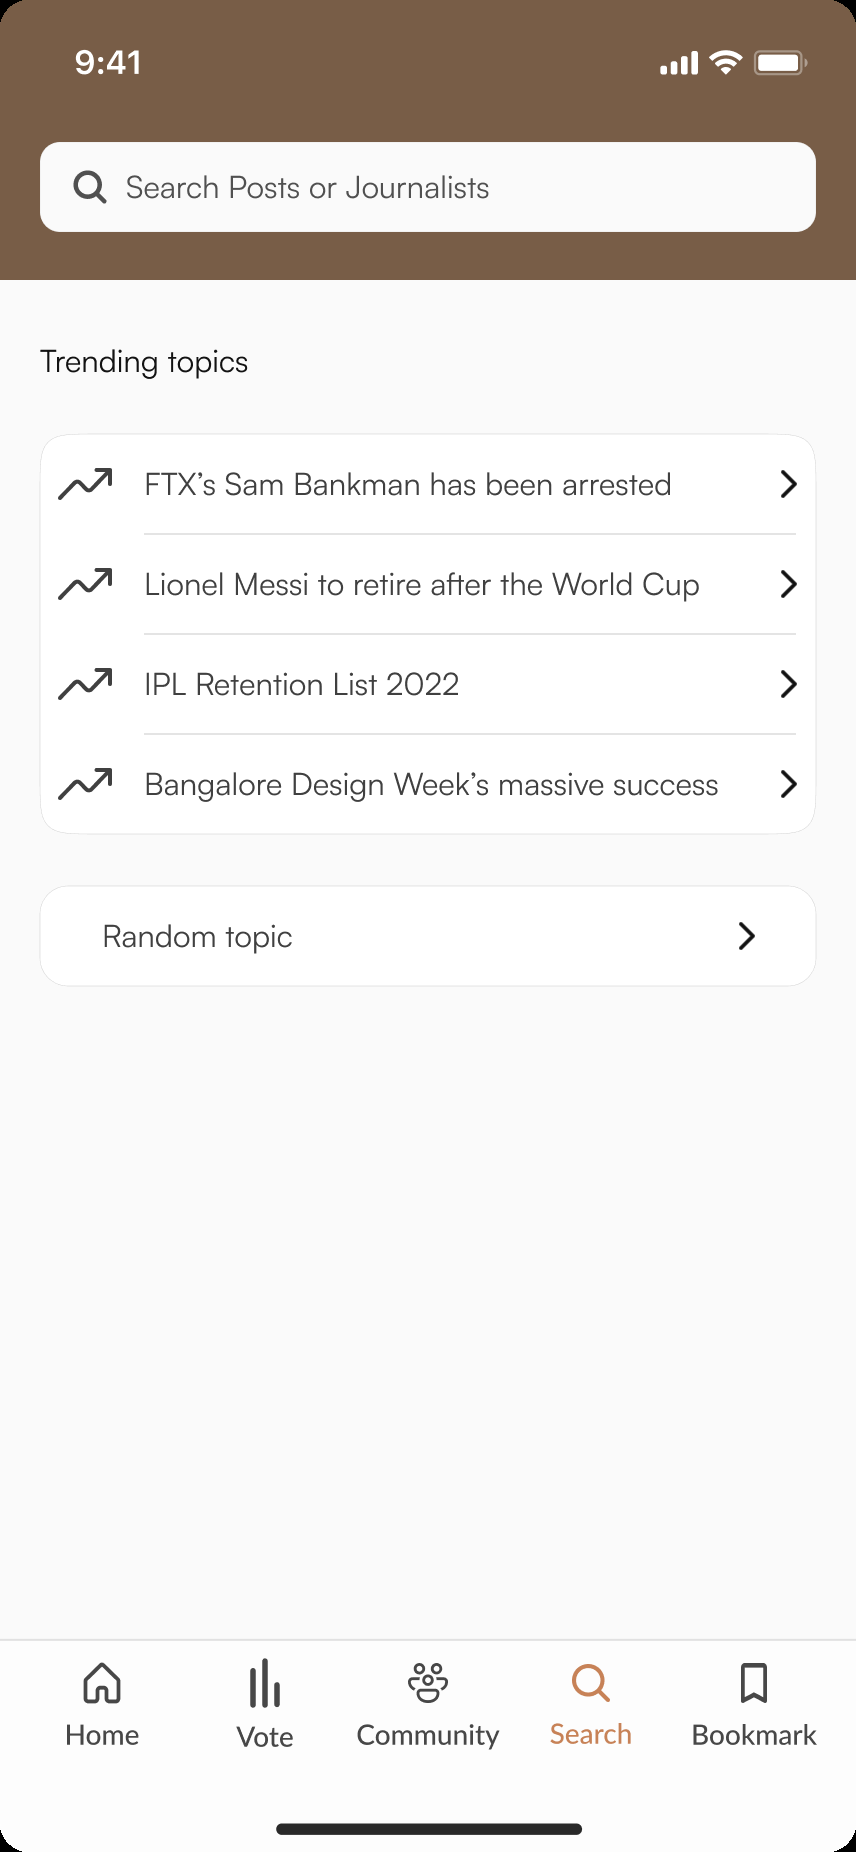 9:41
Search Posts or Journalists
Trending topics
FTX’s Sam Bankman has been arrested
Lionel Messi to retire after the World Cup
IPL Retention List 2022
Bangalore Design Week’s massive success
Random topic
Home
Vote
Community
Search
Bookmark